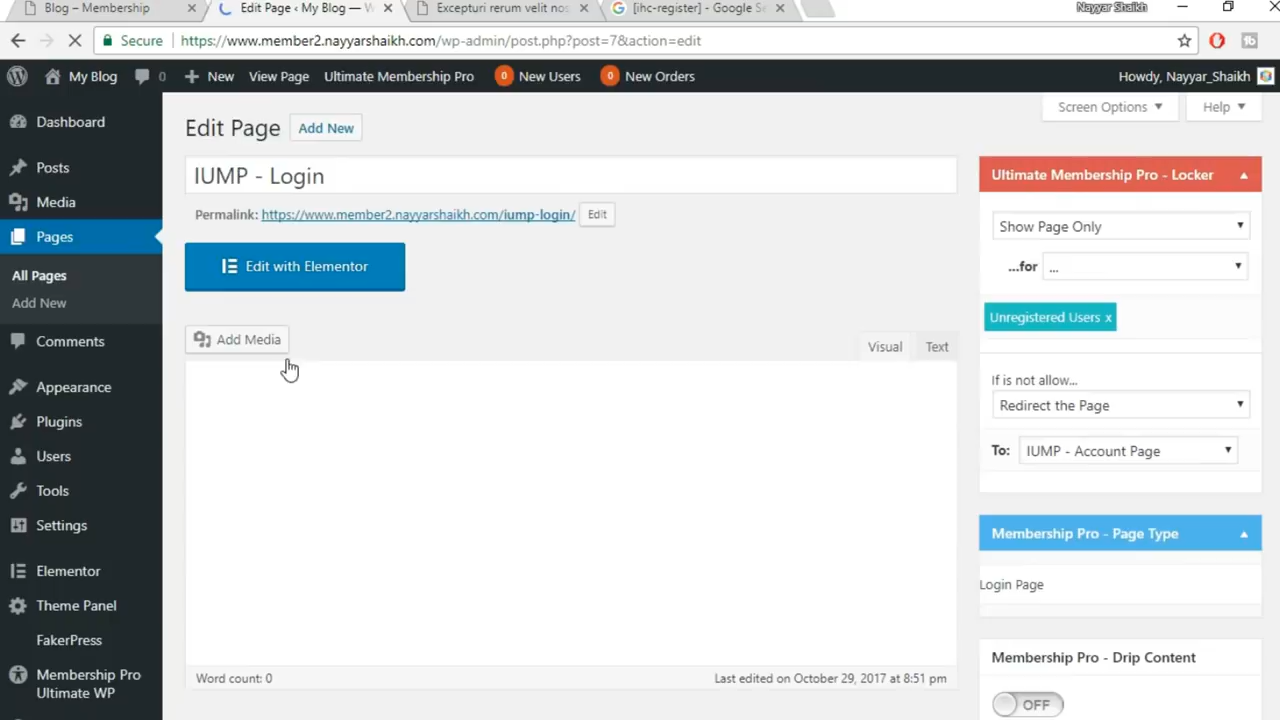 Blog – Membership
Edit Page ‹ My Blog — W
Excepturi rerum velit nos
[ihc-register] - Google Se
Nayyar Shaikh
Secure
https://www.member2.nayyarshaikh.com/wp-admin/post.php?post=7&action=edit
My Blog
0
New
View Page
Ultimate Membership Pro
0 New Users
0 New Orders
Howdy, Nayyar_Shaikh
Screen Options
Help
Dashboard
Posts
Media
Pages
All Pages
Add New
Comments
Appearance
Plugins
Users
Tools
Settings
Elementor
Theme Panel
FakerPress
Membership Pro
Ultimate WP
Edit Page
Add New
IUMP - Login
Permalink: https://www.member2.nayyarshaikh.com/iump-login/
Edit
Edit with Elementor
Add Media
Visual
Text
Word count: 0
Last edited on October 29, 2017 at 8:51 pm
Ultimate Membership Pro - Locker
Show Page Only
...for
...
Unregistered Users x
If is not allow...
Redirect the Page
To:
IUMP - Account Page
Membership Pro - Page Type
Login Page
Membership Pro - Drip Content
OFF